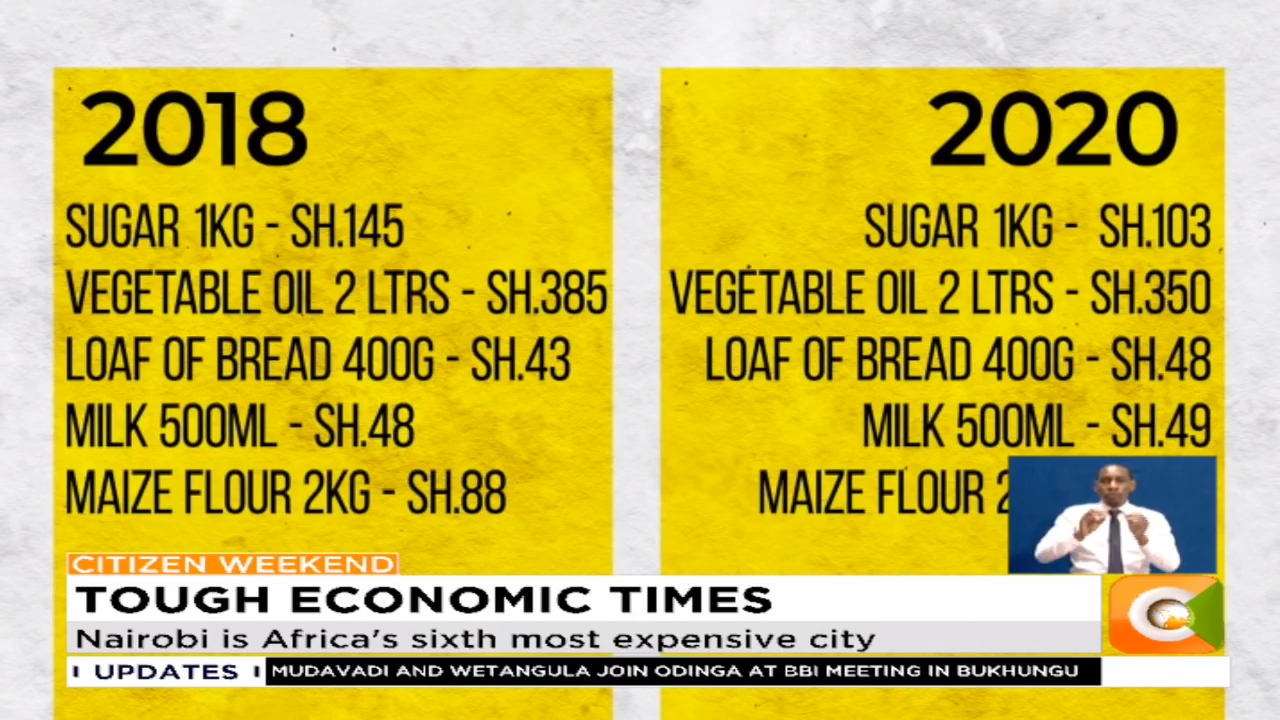 2018
SUGAR 1KG - SH.145
VEGETABLE OIL 2 LTRS - SH.385
LOAF OF BREAD 400G - SH.43
MILK 500ML - SH.48
MAIZE FLOUR 2KG - SH.88
2020
SUGAR 1KG - SH.103
VEGETABLE OIL 2 LTRS - SH.350
LOAF OF BREAD 400G - SH.48
MILK 500ML - SH.49
MAIZE FLOUR 2
CITIZEN WEEKEND
TOUGH ECONOMIC TIMES
Nairobi is Africa's sixth most expensive city
UPDATES
MUDAVADI AND WETANGULA JOIN ODINGA AT BBI MEETING IN BUKHUNGU